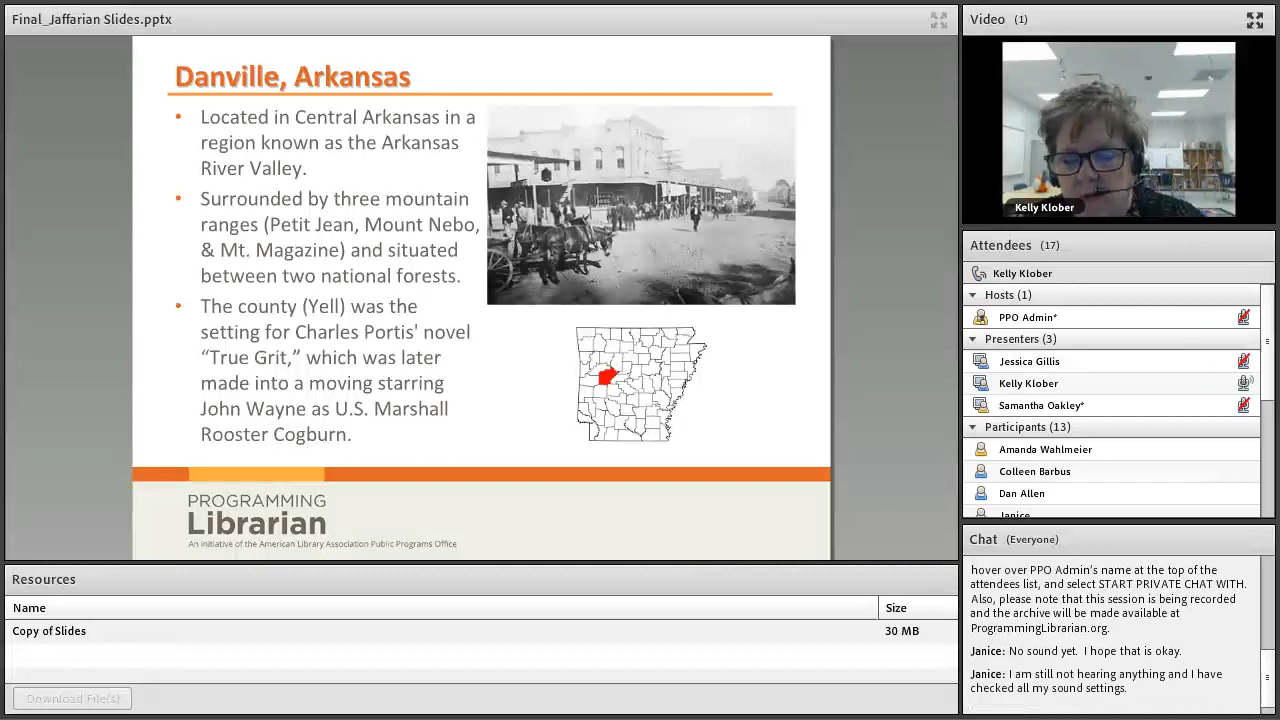 Final_Jaffarian Slides.pptx
Danville, Arkansas
• Located in Central Arkansas in a
region known as the Arkansas
River Valley.
• Surrounded by three mountain
ranges (Petit Jean, Mount Nebo,
& Mt. Magazine) and situated
between two national forests.
• The county (Yell) was the
setting for Charles Portis' novel
“True Grit,” which was later
made into a moving starring
John Wayne as U.S. Marshall
Rooster Cogburn.
PROGRAMMING
Librarian
An initiative of the American Library Association Public Programs Office
Resources
Name Size
Copy of Slides 30 MB
Download File(s)
Video (1)
Kelly Klober
Attendees (17)
Kelly Klober
Hosts (1)
PPO Admin*
Presenters (3)
Jessica Gillis
Kelly Klober
Samantha Oakley*
Participants (13)
Amanda Wahlmeier
Colleen Barbus
Dan Allen
Janice
Chat (Everyone)
hover over PPO Admin's name at the top of the
attendees list, and select START PRIVATE CHAT WITH.
Also, please note that this session is being recorded
and the archive will be made available at
ProgrammingLibrarian.org.
Janice: No sound yet. I hope that is okay.
Janice: I am still not hearing anything and I have
checked all my sound settings.